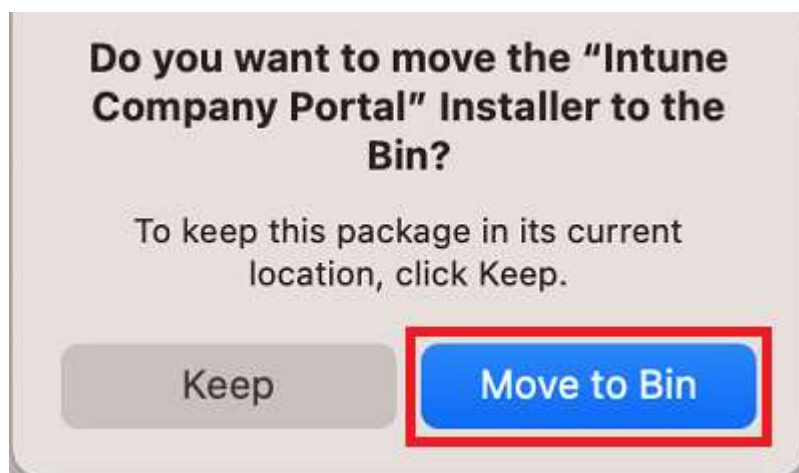 Do you want to move the “Intune
Company Portal” Installer to the
Bin?
To keep this package in its current
location, click Keep.
Keep
Move to Bin